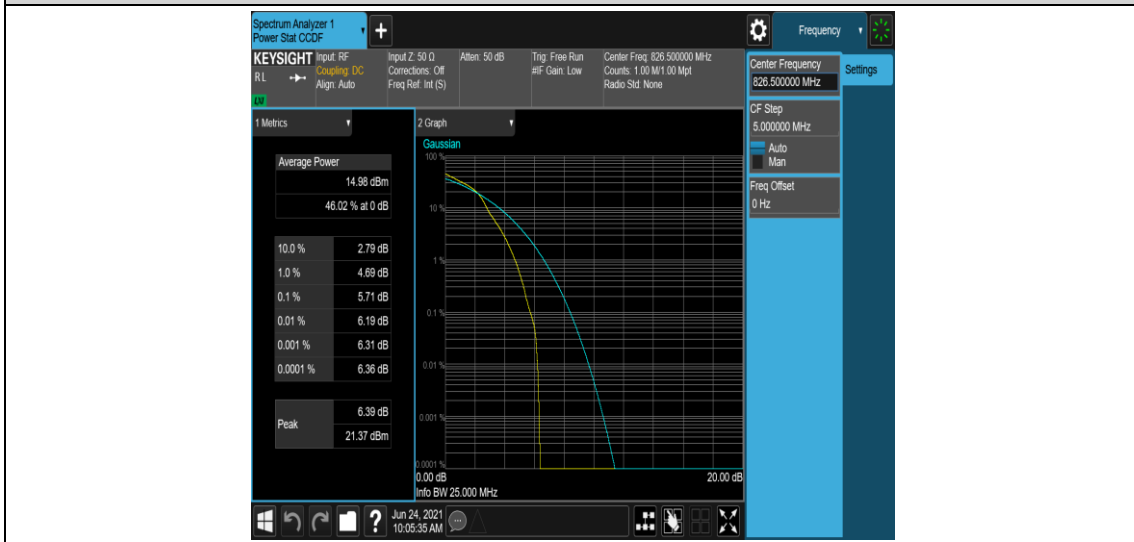 Spectrum Analyzer 1
Power Stat CCDF
Frequency
KEYSIGHT
RL
LXI
Input: RF
Coupling: DC
Align: Auto
Input Z: 50 Ω
Corrections: Off
Freq Ref: Int (S)
Atten: 50 dB
Trig: Free Run
#IF Gain: Low
Center Freq: 826.500000 MHz
Counts: 1.00 M/1.00 Mpt
Radio Std: None
Center Frequency
826.500000 MHz
Settings
CF Step
5.000000 MHz
Auto
Man
Freq Offset
0 Hz
1 Metrics
Average Power
14.98 dBm
46.02 % at 0 dB
10.0 % 2.79 dB
1.0 % 4.69 dB
0.1 % 5.71 dB
0.01 % 6.19 dB
0.001 % 6.31 dB
0.0001 % 6.36 dB
Peak
6.39 dB
21.37 dBm
2 Graph
Gaussian
100 %
10 %
1 %
0.1 %
0.01 %
0.001 %
0.0001 %
0.00 dB 20.00 dB
Info BW 25.000 MHz
Jun 24, 2021
10:05:35 AM